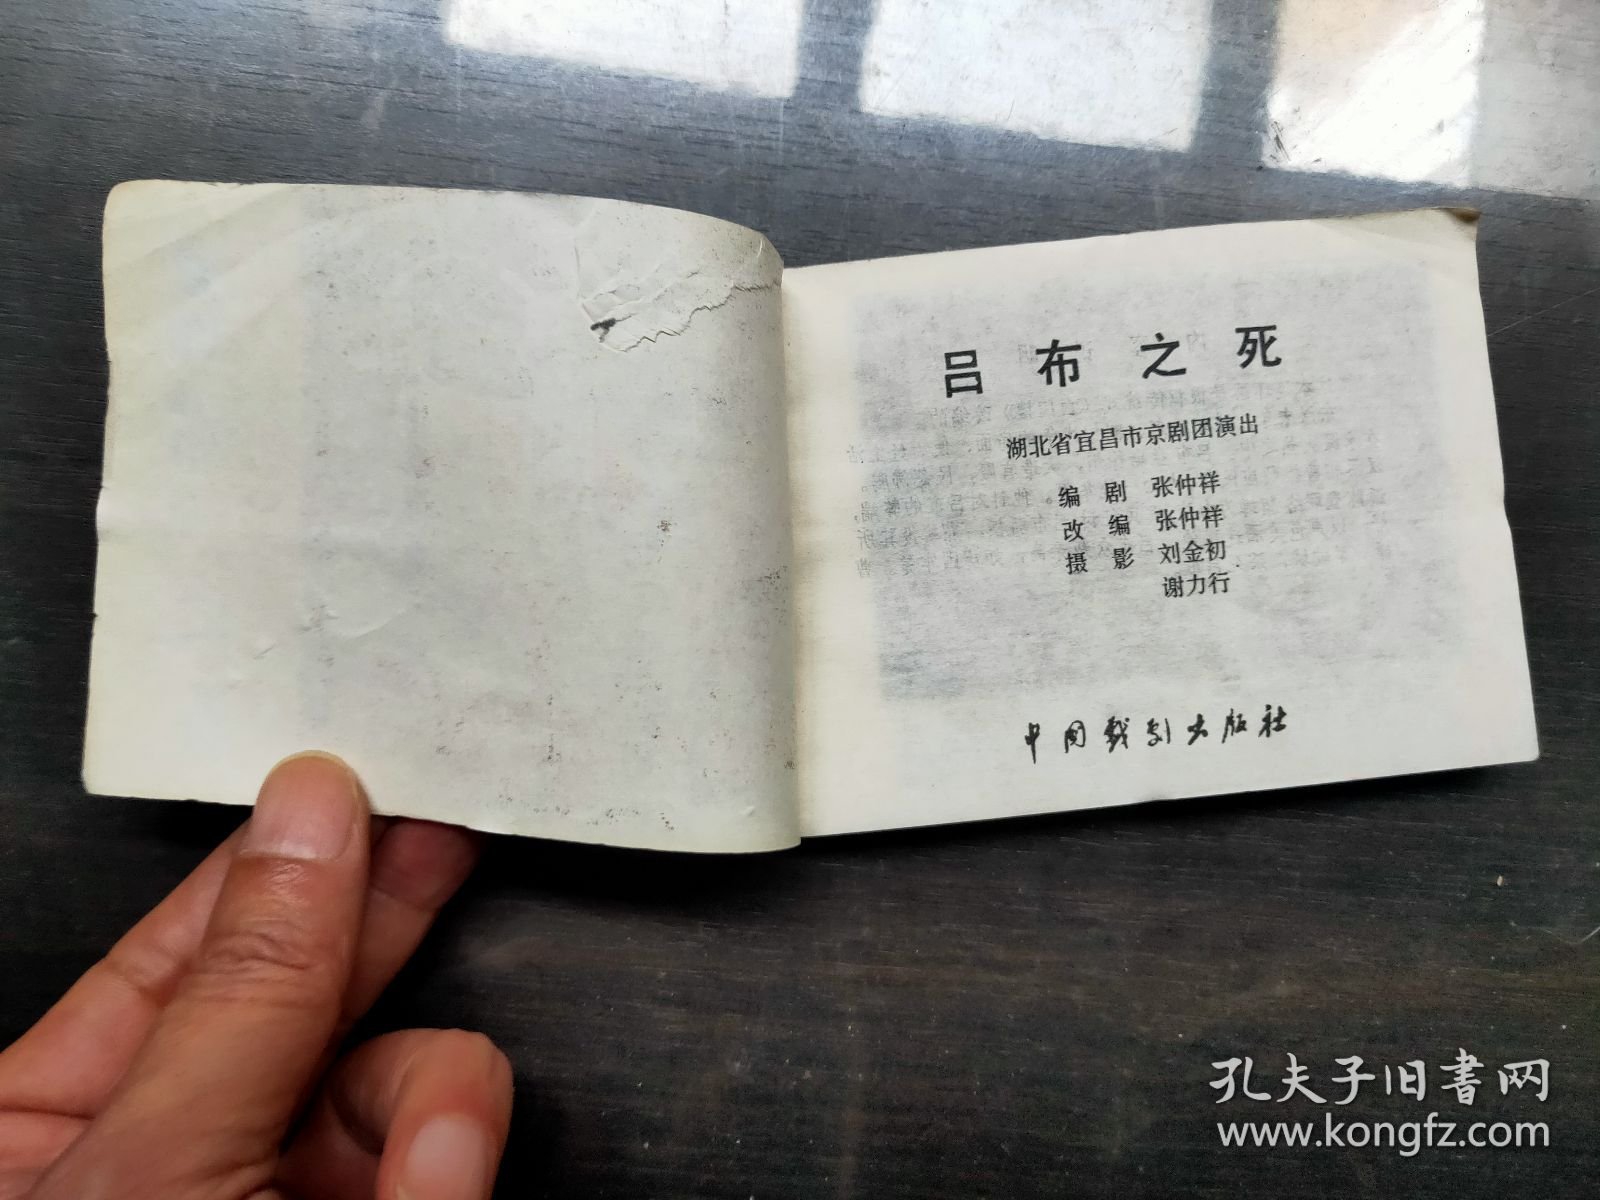 吕布之死
湖北省宜昌市京剧团演出
编 剧 张仲祥
改 编 张仲祥
摄 影 刘金初
谢力行
中国戏剧出版社
孔夫子旧書网
www.kongfz.com